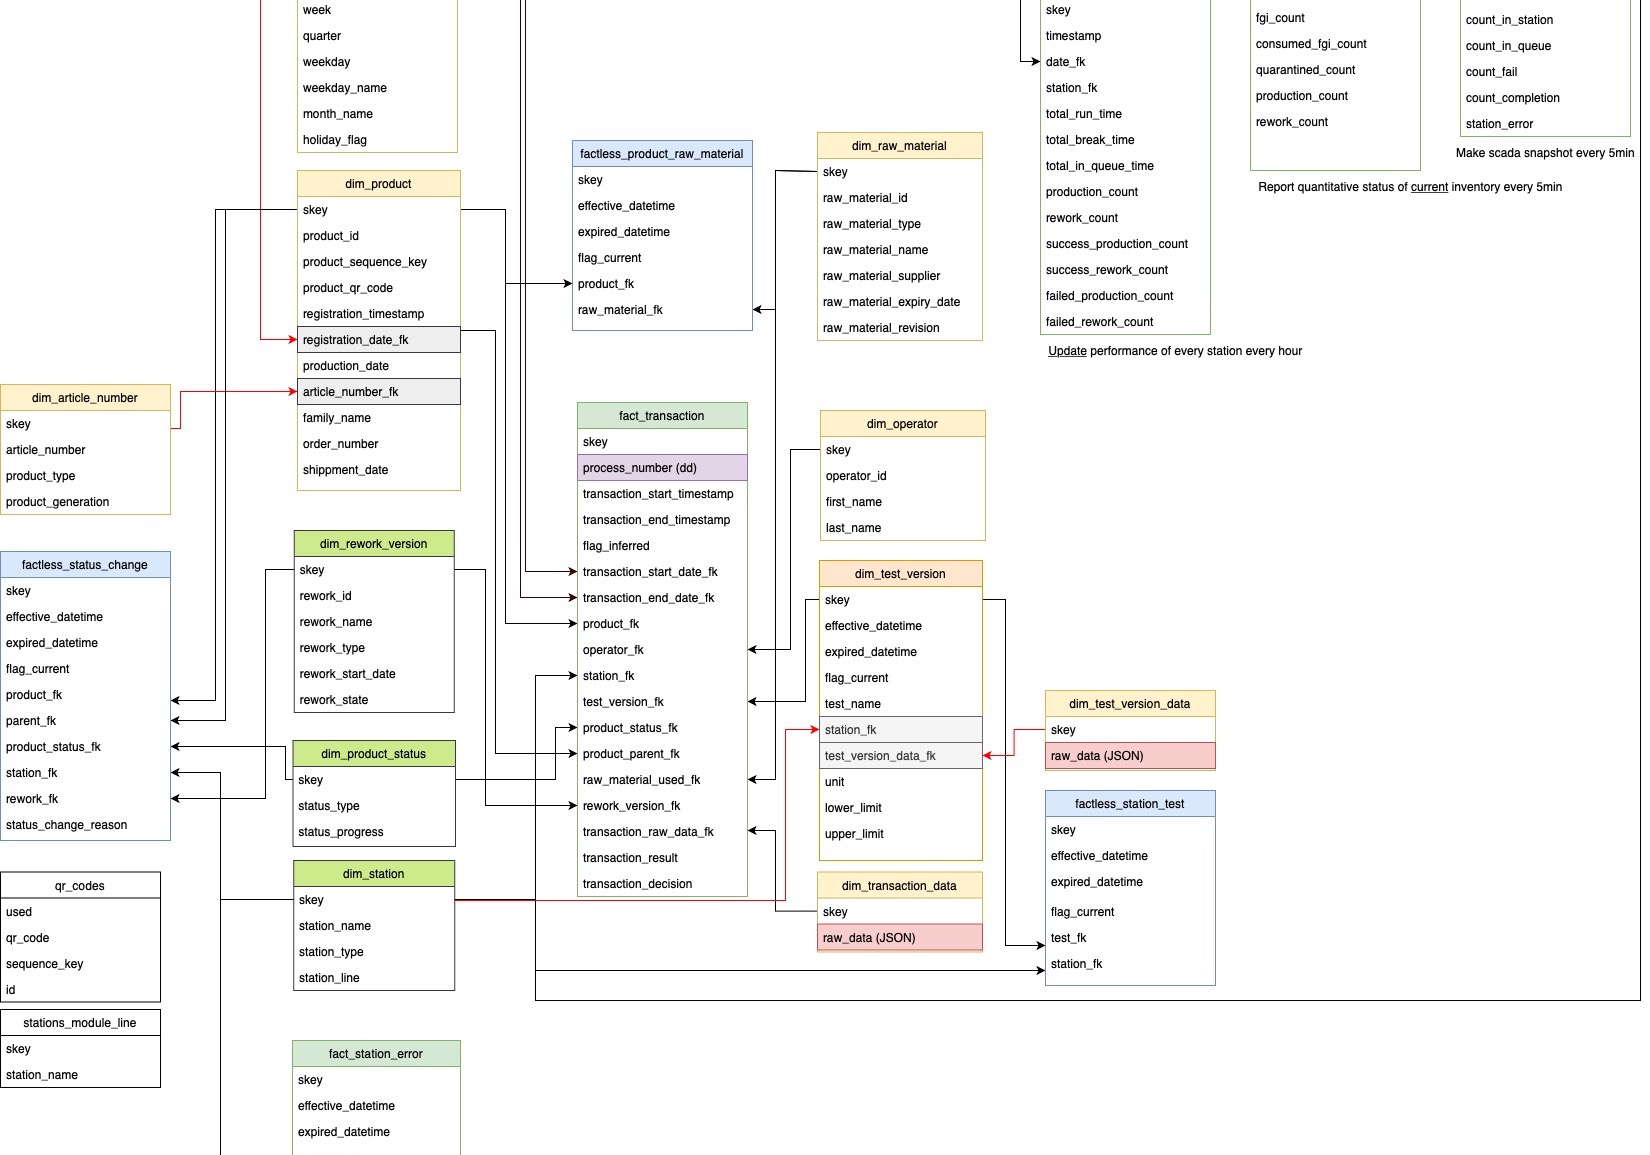 week
quarter
weekday
weekday_name
month_name
holiday_flag
dim_product
skey
product_id
product_sequence_key
product_qr_code
registration_timestamp
registration_date_fk
production_date
article_number_fk
family_name
order_number
shippment_date
dim_article_number
skey
article_number
product_type
product_generation
factless_status_change
skey
effective_datetime
expired_datetime
flag_current
product_fk
parent_fk
product_status_fk
station_fk
rework_fk
status_change_reason
qr_codes
used
qr_code
sequence_key
id
stations_module_line
skey
station_name
dim_rework_version
skey
rework_id
rework_name
rework_type
rework_start_date
rework_state
dim_product_status
skey
status_type
status_progress
dim_station
skey
station_name
station_type
station_line
fact_station_error
skey
effective_datetime
expired_datetime
factless_product_raw_material
skey
effective_datetime
expired_datetime
flag_current
product_fk
raw_material_fk
fact_transaction
skey
process_number (dd)
transaction_start_timestamp
transaction_end_timestamp
flag_inferred
transaction_start_date_fk
transaction_end_date_fk
product_fk
operator_fk
station_fk
test_version_fk
product_status_fk
product_parent_fk
raw_material_used_fk
rework_version_fk
transaction_raw_data_fk
transaction_result
transaction_decision
dim_raw_material
skey
raw_material_id
raw_material_type
raw_material_name
raw_material_supplier
raw_material_expiry_date
raw_material_revision
dim_operator
skey
operator_id
first_name
last_name
dim_test_version
skey
effective_datetime
expired_datetime
flag_current
test_name
station_fk
test_version_data_fk
unit
lower_limit
upper_limit
dim_transaction_data
skey
raw_data (JSON)
skey
timestamp
date_fk
station_fk
total_run_time
total_break_time
total_in_queue_time
production_count
rework_count
success_production_count
success_rework_count
failed_production_count
failed_rework_count
Update performance of every station every hour
dim_test_version_data
skey
raw_data (JSON)
factless_station_test
skey
effective_datetime
expired_datetime
flag_current
test_fk
station_fk
fgi_count
consumed_fgi_count
quarantined_count
production_count
rework_count
Report quantitative status of current inventory every 5min
count_in_station
count_in_queue
count_fail
count_completion
station_error
Make scada snapshot every 5min